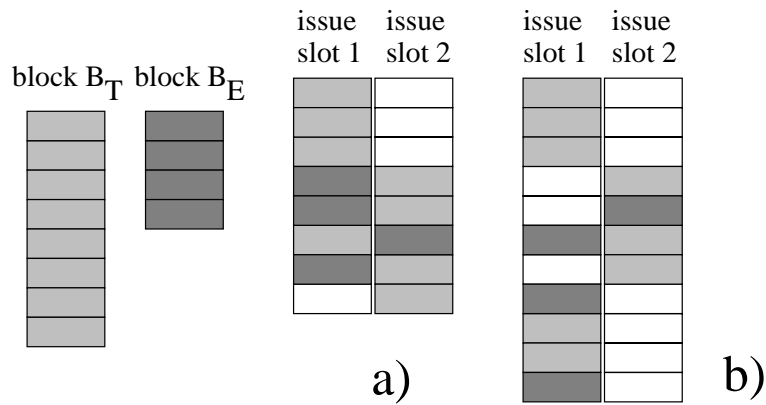 block B_T block B_E
issue slot 1
issue slot 2
issue slot 1
issue slot 2
a)
b)